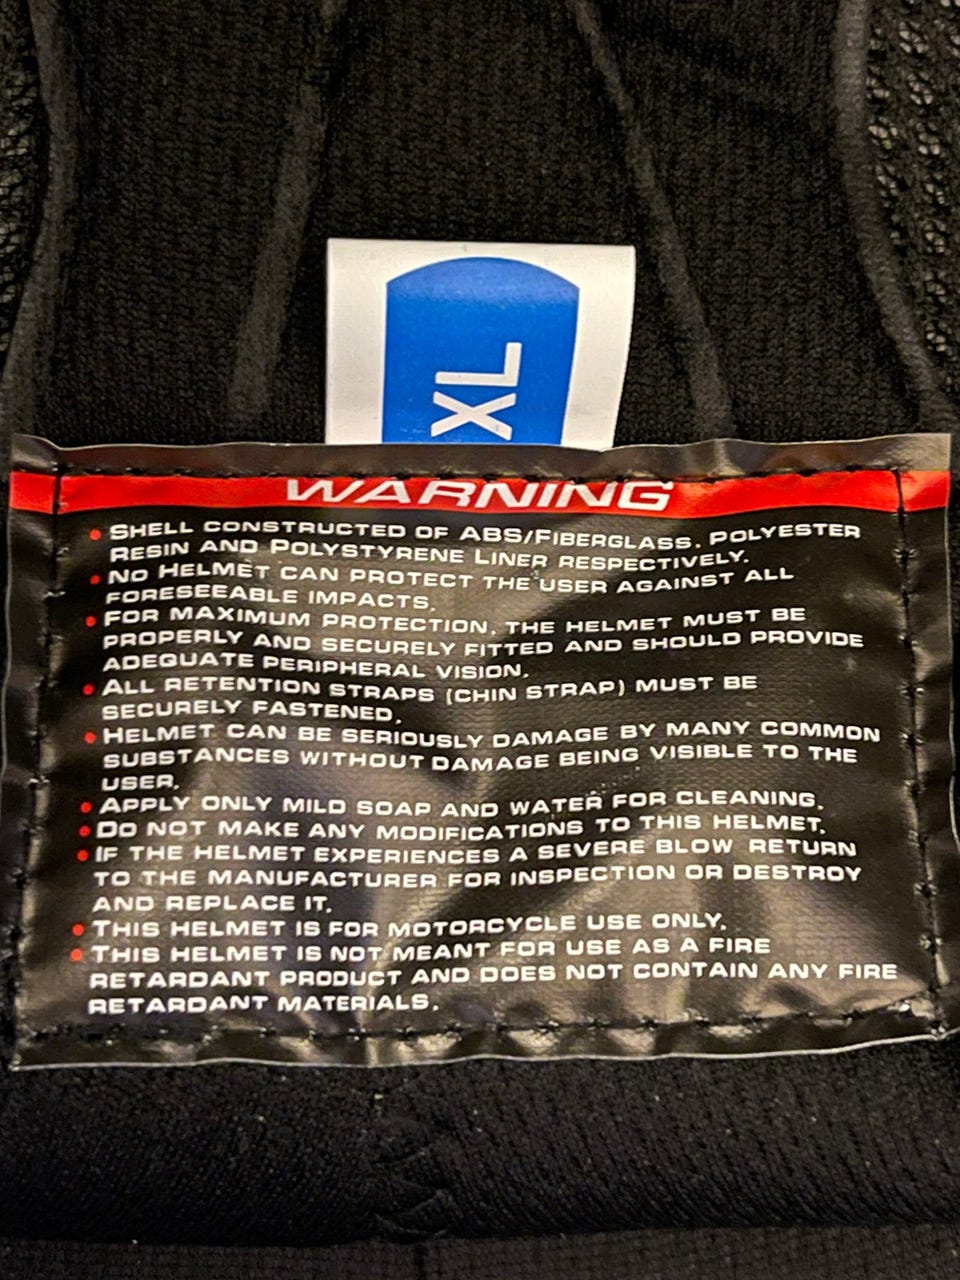 XL
WARNING
• SHELL CONSTRUCTED OF ABS/FIBERGLASS, POLYESTER
RESIN AND POLYSTYRENE LINER RESPECTIVELY.
• NO HELMET CAN PROTECT THE USER AGAINST ALL
FORESEEABLE IMPACTS.
• FOR MAXIMUM PROTECTION, THE HELMET MUST BE
PROPERLY AND SECURELY FITTED AND SHOULD PROVIDE
ADEQUATE PERIPHERAL VISION.
• ALL RETENTION STRAPS (CHIN STRAP) MUST BE
SECURELY FASTENED.
• HELMET CAN BE SERIOUSLY DAMAGE BY MANY COMMON
SUBSTANCES WITHOUT DAMAGE BEING VISIBLE TO THE
USER.
• APPLY ONLY MILD SOAP AND WATER FOR CLEANING.
• DO NOT MAKE ANY MODIFICATIONS TO THIS HELMET.
• IF THE HELMET EXPERIENCES A SEVERE BLOW RETURN
TO THE MANUFACTURER FOR INSPECTION OR DESTROY
AND REPLACE IT.
• THIS HELMET IS FOR MOTORCYCLE USE ONLY.
• THIS HELMET IS NOT MEANT FOR USE AS A FIRE
RETARDANT PRODUCT AND DOES NOT CONTAIN ANY FIRE
RETARDANT MATERIALS.